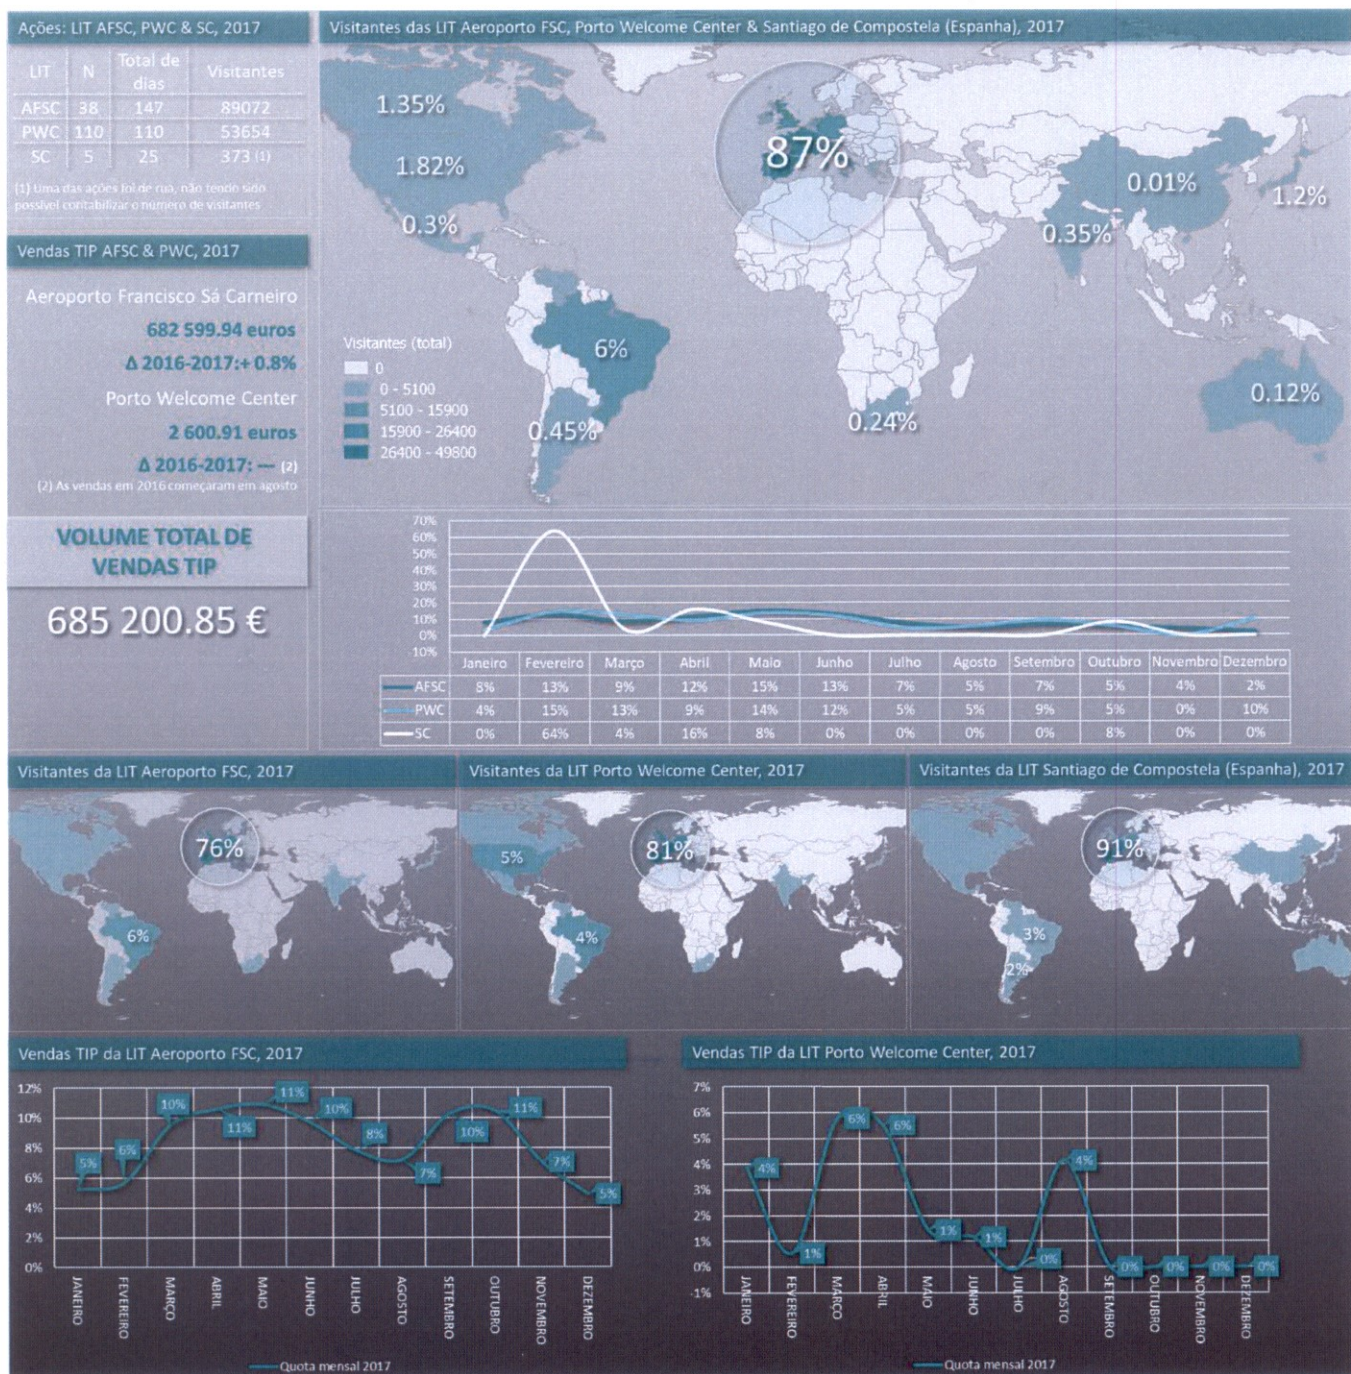 Ações: LIT AFSC, PWC & SC, 2017
LIT N Total de dias Visitantes
AFSC 38 147 89072
PWC 110 110 53654
SC 5 25 373 (1)
(1) Uma das ações foi de rua, não tendo sido
possível contabilizar o número de visitantes
Vendas TIP AFSC & PWC, 2017
Aeroporto Francisco Sá Carneiro
682 599.94 euros
Δ 2016-2017:+ 0.8%
Porto Welcome Center
2 600.91 euros
Δ 2016-2017: --- (2)
(2) As vendas em 2016 começaram em agosto
VOLUME TOTAL DE
VENDAS TIP
685 200.85 €
Visitantes das LIT Aeroporto FSC, Porto Welcome Center & Santiago de Compostela (Espanha), 2017
1.35%
1.82%
0.3%
87%
0.01%
1.2%
0.35%
6%
0.45%
0.24%
0.12%
Visitantes (total)
0
0 - 5100
5100 - 15900
15900 - 26400
26400 - 49800
70%
60%
50%
40%
30%
20%
10%
0%
-10%
Janeiro Fevereiro Março Abril Maio Junho Julho Agosto Setembro Outubro Novembro Dezembro
AFSC 8% 13% 9% 12% 15% 13% 7% 5% 7% 5% 4% 2%
PWC 4% 15% 13% 9% 14% 12% 5% 5% 9% 5% 0% 10%
SC 0% 64% 4% 16% 8% 0% 0% 0% 0% 8% 0% 0%
Visitantes da LIT Aeroporto FSC, 2017
76%
6%
Visitantes da LIT Porto Welcome Center, 2017
5%
81%
4%
Visitantes da LIT Santiago de Compostela (Espanha), 2017
91%
3%
2%
Vendas TIP da LIT Aeroporto FSC, 2017
12%
10%
8%
6%
4%
2%
0%
5%
6%
10%
11%
11%
10%
8%
7%
10%
11%
7%
5%
JANEIRO
FEVEREIRO
MARÇO
ABRIL
MAIO
JUNHO
JULHO
AGOSTO
SETEMBRO
OUTUBRO
NOVEMBRO
DEZEMBRO
Quota mensal 2017
Vendas TIP da LIT Porto Welcome Center, 2017
7%
6%
5%
4%
3%
2%
1%
0%
-1%
4%
1%
6%
6%
1%
1%
0%
4%
0%
0%
0%
0%
JANEIRO
FEVEREIRO
MARÇO
ABRIL
MAIO
JUNHO
JULHO
AGOSTO
SETEMBRO
OUTUBRO
NOVEMBRO
DEZEMBRO
Quota mensal 2017